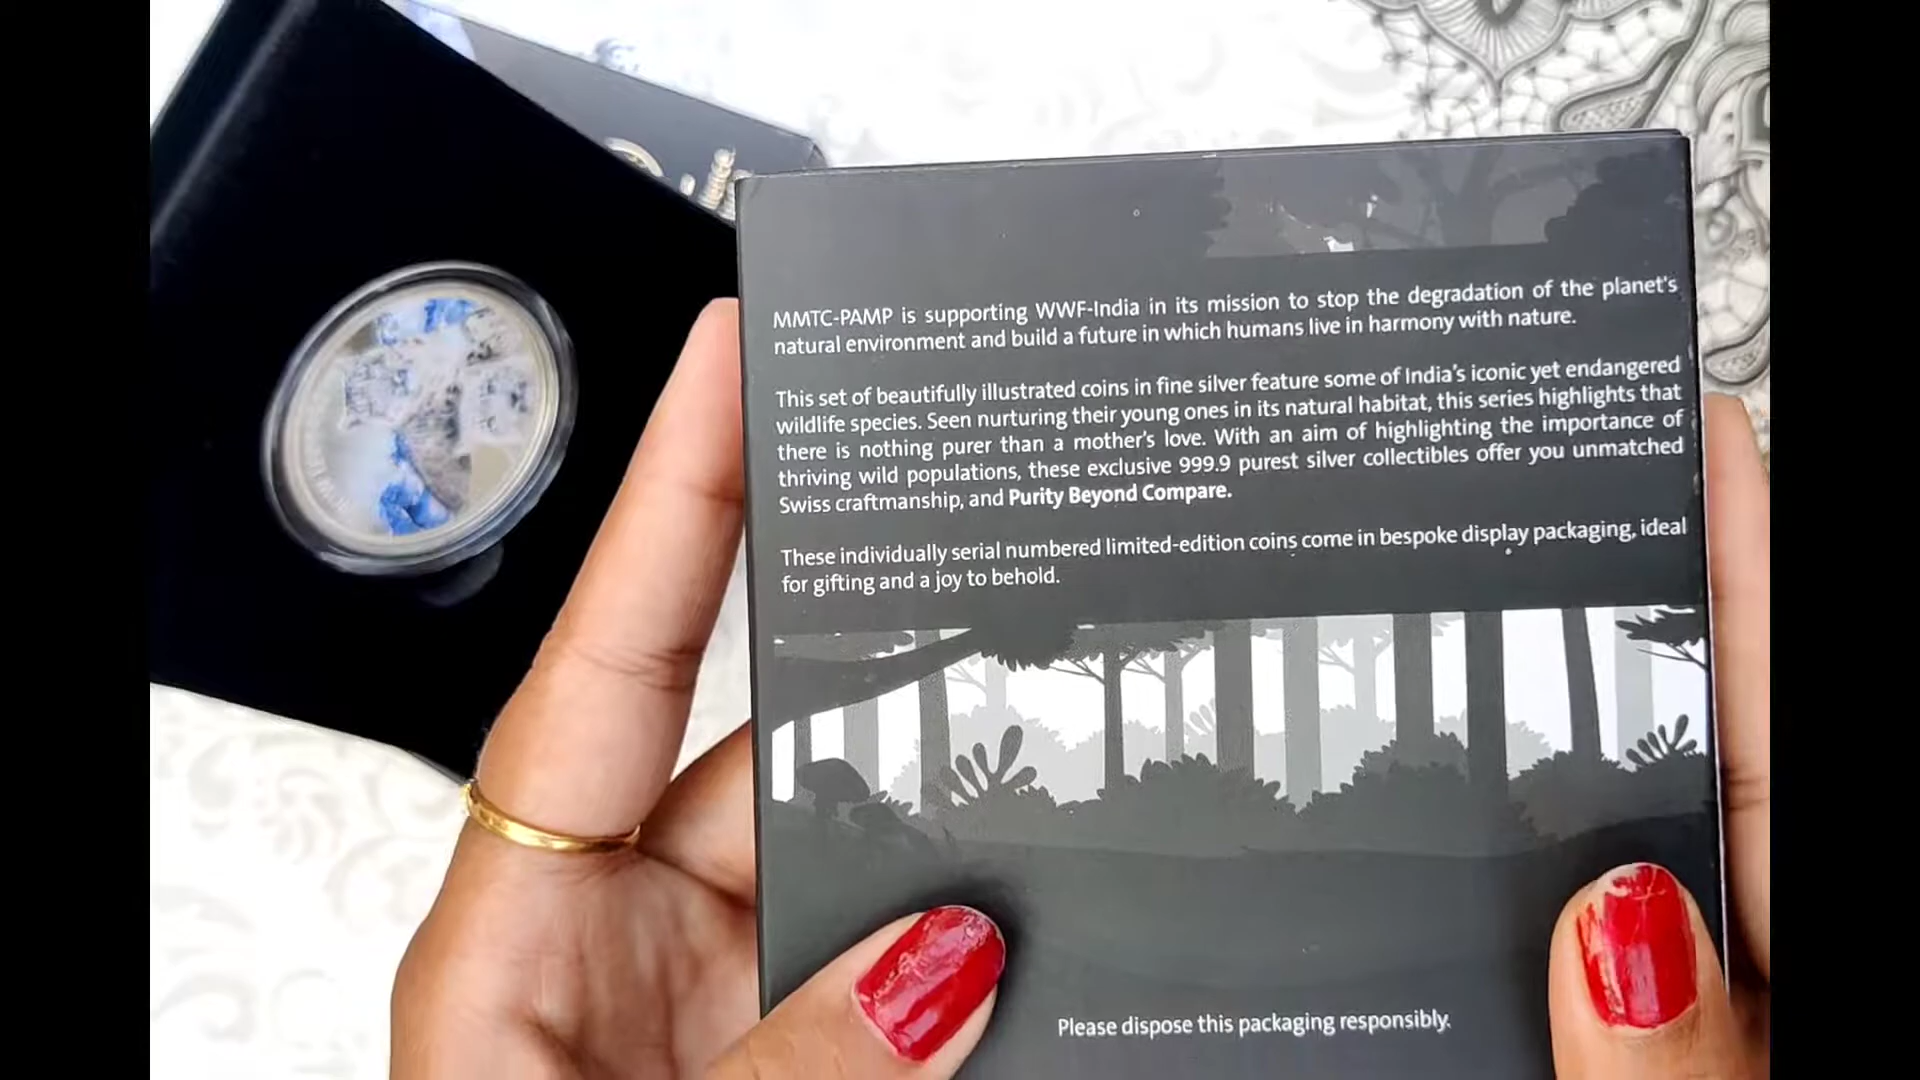 MMTC-PAMP is supporting WWF-India in its mission to stop the degradation of the planet's
natural environment and build a future in which humans live in harmony with nature.
This set of beautifully illustrated coins in fine silver feature some of India's iconic yet endangered
wildlife species. Seen nurturing their young ones in its natural habitat, this series highlights that
there is nothing purer than a mother's love. With an aim of highlighting the importance of
thriving wild populations, these exclusive 999.9 purest silver collectibles offer you unmatched
Swiss craftmanship, and Purity Beyond Compare.
These individually serial numbered limited-edition coins come in bespoke display packaging, ideal
for gifting and a joy to behold.
Please dispose this packaging responsibly.